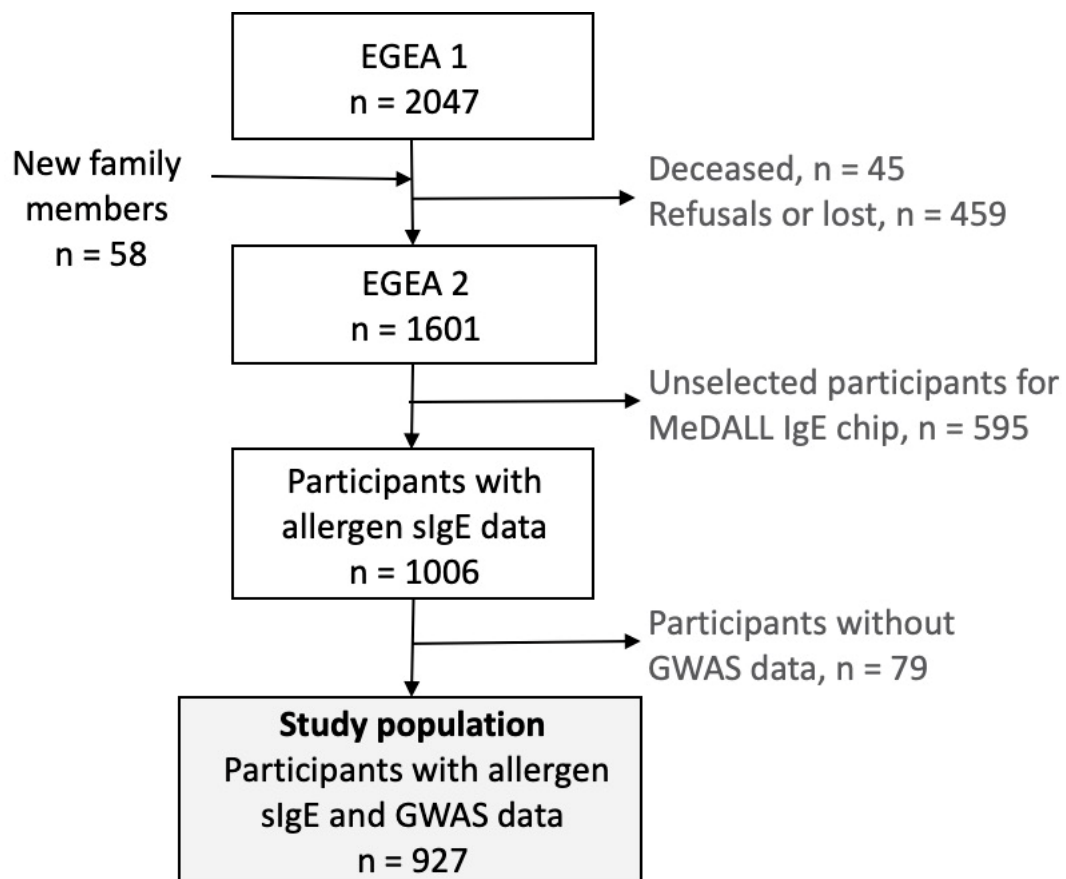 EGEA 1
n = 2047
New family
members
n = 58
Deceased, n = 45
Refusals or lost, n = 459
EGEA 2
n = 1601
Unselected participants for
MeDALL IgE chip, n = 595
Participants with
allergen sIgE data
n = 1006
Participants without
GWAS data, n = 79
Study population
Participants with allergen
sIgE and GWAS data
n = 927